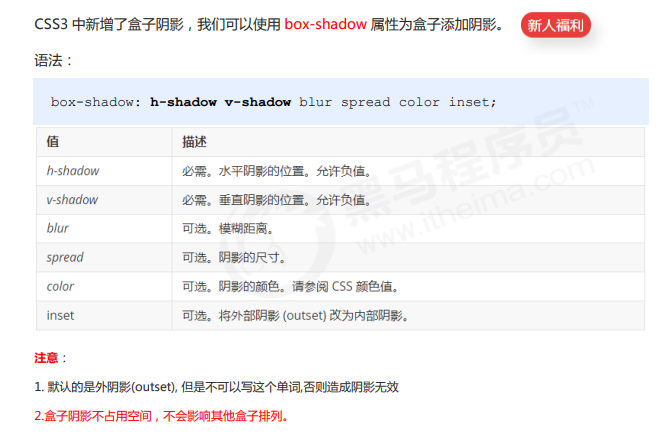 CSS3 中新增了盒子阴影，我们可以使用 box-shadow 属性为盒子添加阴影。 新人福利
语法：
box-shadow: h-shadow v-shadow blur spread color inset;
值 描述
h-shadow 必需。水平阴影的位置。允许负值。
v-shadow 必需。垂直阴影的位置。允许负值。
blur 可选。模糊距离。
spread 可选。阴影的尺寸。
color 可选。阴影的颜色。请参阅 CSS 颜色值。
inset 可选。将外部阴影 (outset) 改为内部阴影。
黑马程序员™
www.itheima.com
注意：
1. 默认的是外阴影(outset), 但是不可以写这个单词,否则造成阴影无效
2.盒子阴影不占用空间，不会影响其他盒子排列。